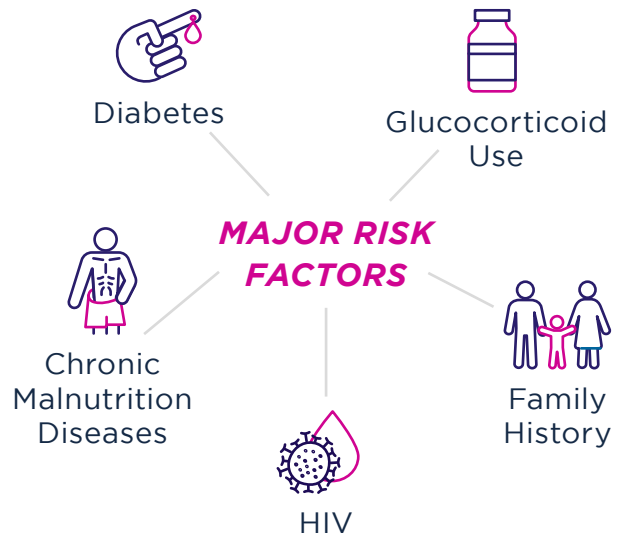 Diabetes
Glucocorticoid
Use
MAJOR RISK
FACTORS
Chronic
Malnutrition
Diseases
Family
History
HIV